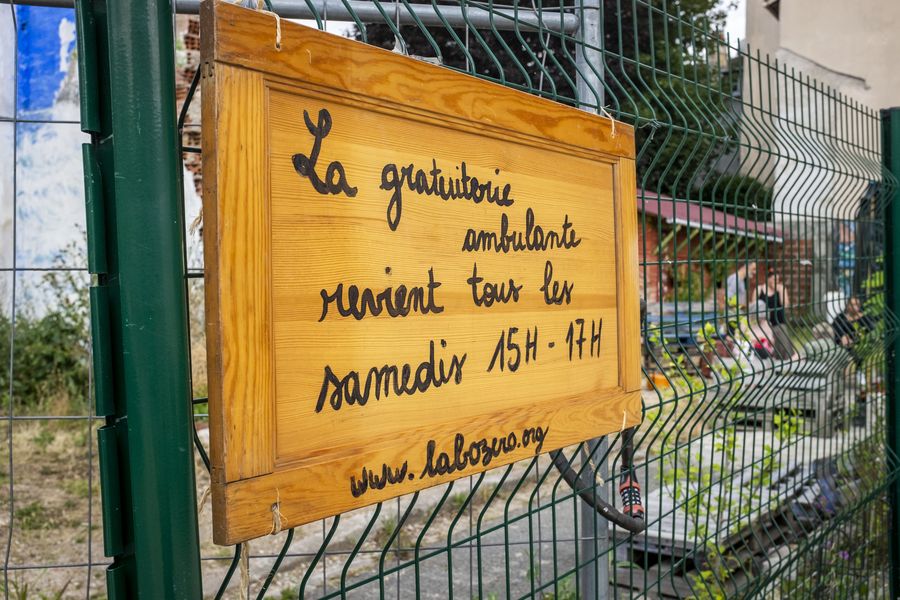 La gratuiterie
ambulante
revient tous les
samedis 15H - 17H
www.labozero.org